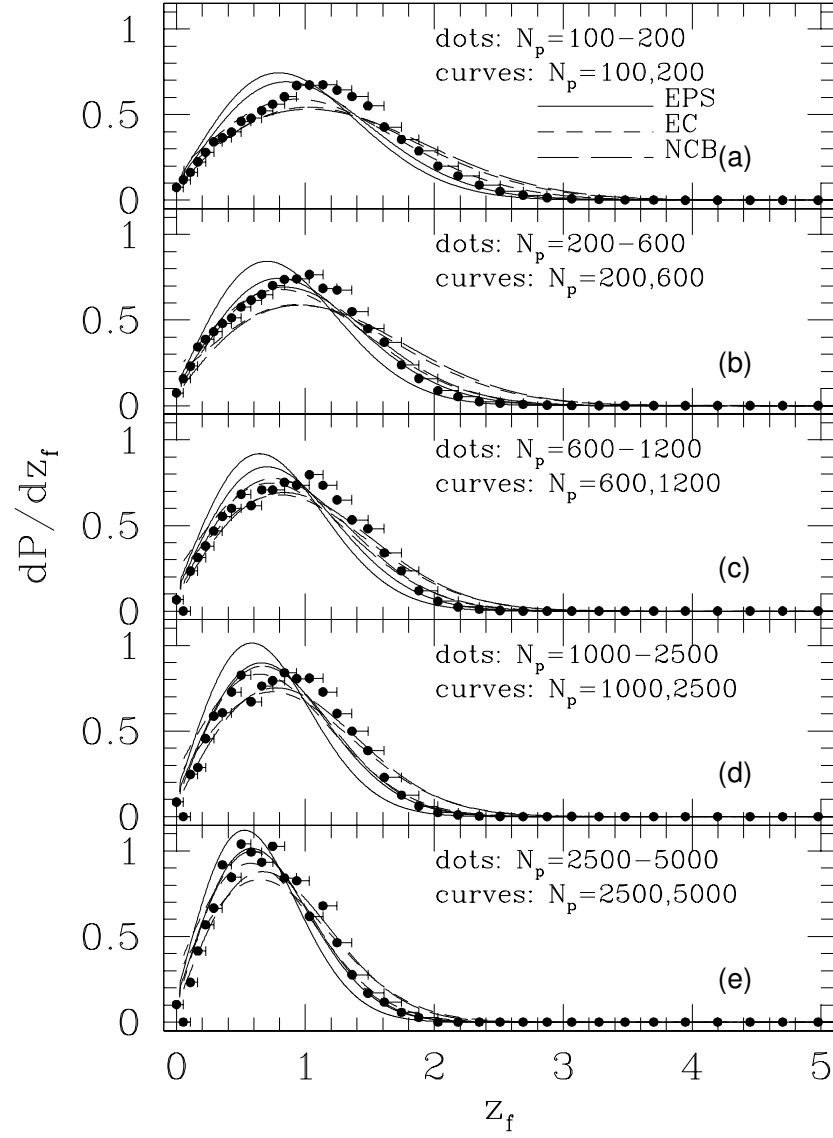 1
dots: N_p=100−200
curves: N_p=100,200
EPS
0.5
EC
NCB
(a)
0
1
dots: N_p=200−600
curves: N_p=200,600
0.5
(b)
0
dP/dz_f
1
dots: N_p=600−1200
curves: N_p=600,1200
0.5
(c)
0
1
dots: N_p=1000−2500
curves: N_p=1000,2500
0.5
(d)
0
1
dots: N_p=2500−5000
curves: N_p=2500,5000
0.5
(e)
0
0 1 2 3 4 5
z_f